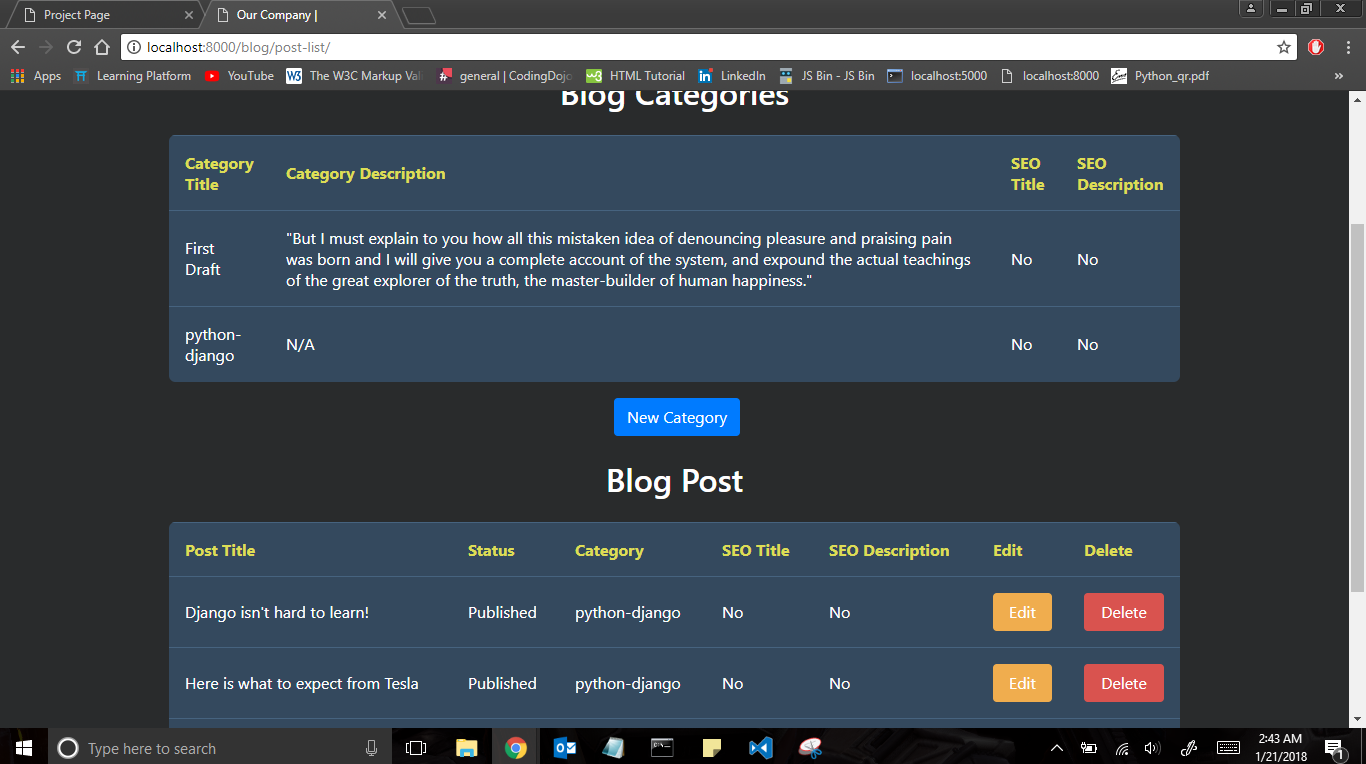 Project Page
Our Company |
localhost:8000/blog/post-list/
Apps
Learning Platform
YouTube
The W3C Markup Val
general | CodingDojo
HTML Tutorial
LinkedIn
JS Bin - JS Bin
localhost:5000
localhost:8000
Python_qr.pdf
»
Blog Categories
Category
Title
Category Description
SEO
Title
SEO
Description
First
Draft
"But I must explain to you how all this mistaken idea of denouncing pleasure and praising pain
was born and I will give you a complete account of the system, and expound the actual teachings
of the great explorer of the truth, the master-builder of human happiness."
No
No
python-
django
N/A
No
No
New Category
Blog Post
Post Title
Status
Category
SEO Title
SEO Description
Edit
Delete
Django isn't hard to learn!
Published
python-django
No
No
Edit
Delete
Here is what to expect from Tesla
Published
python-django
No
No
Edit
Delete
Type here to search
2:43 AM
1/21/2018
1